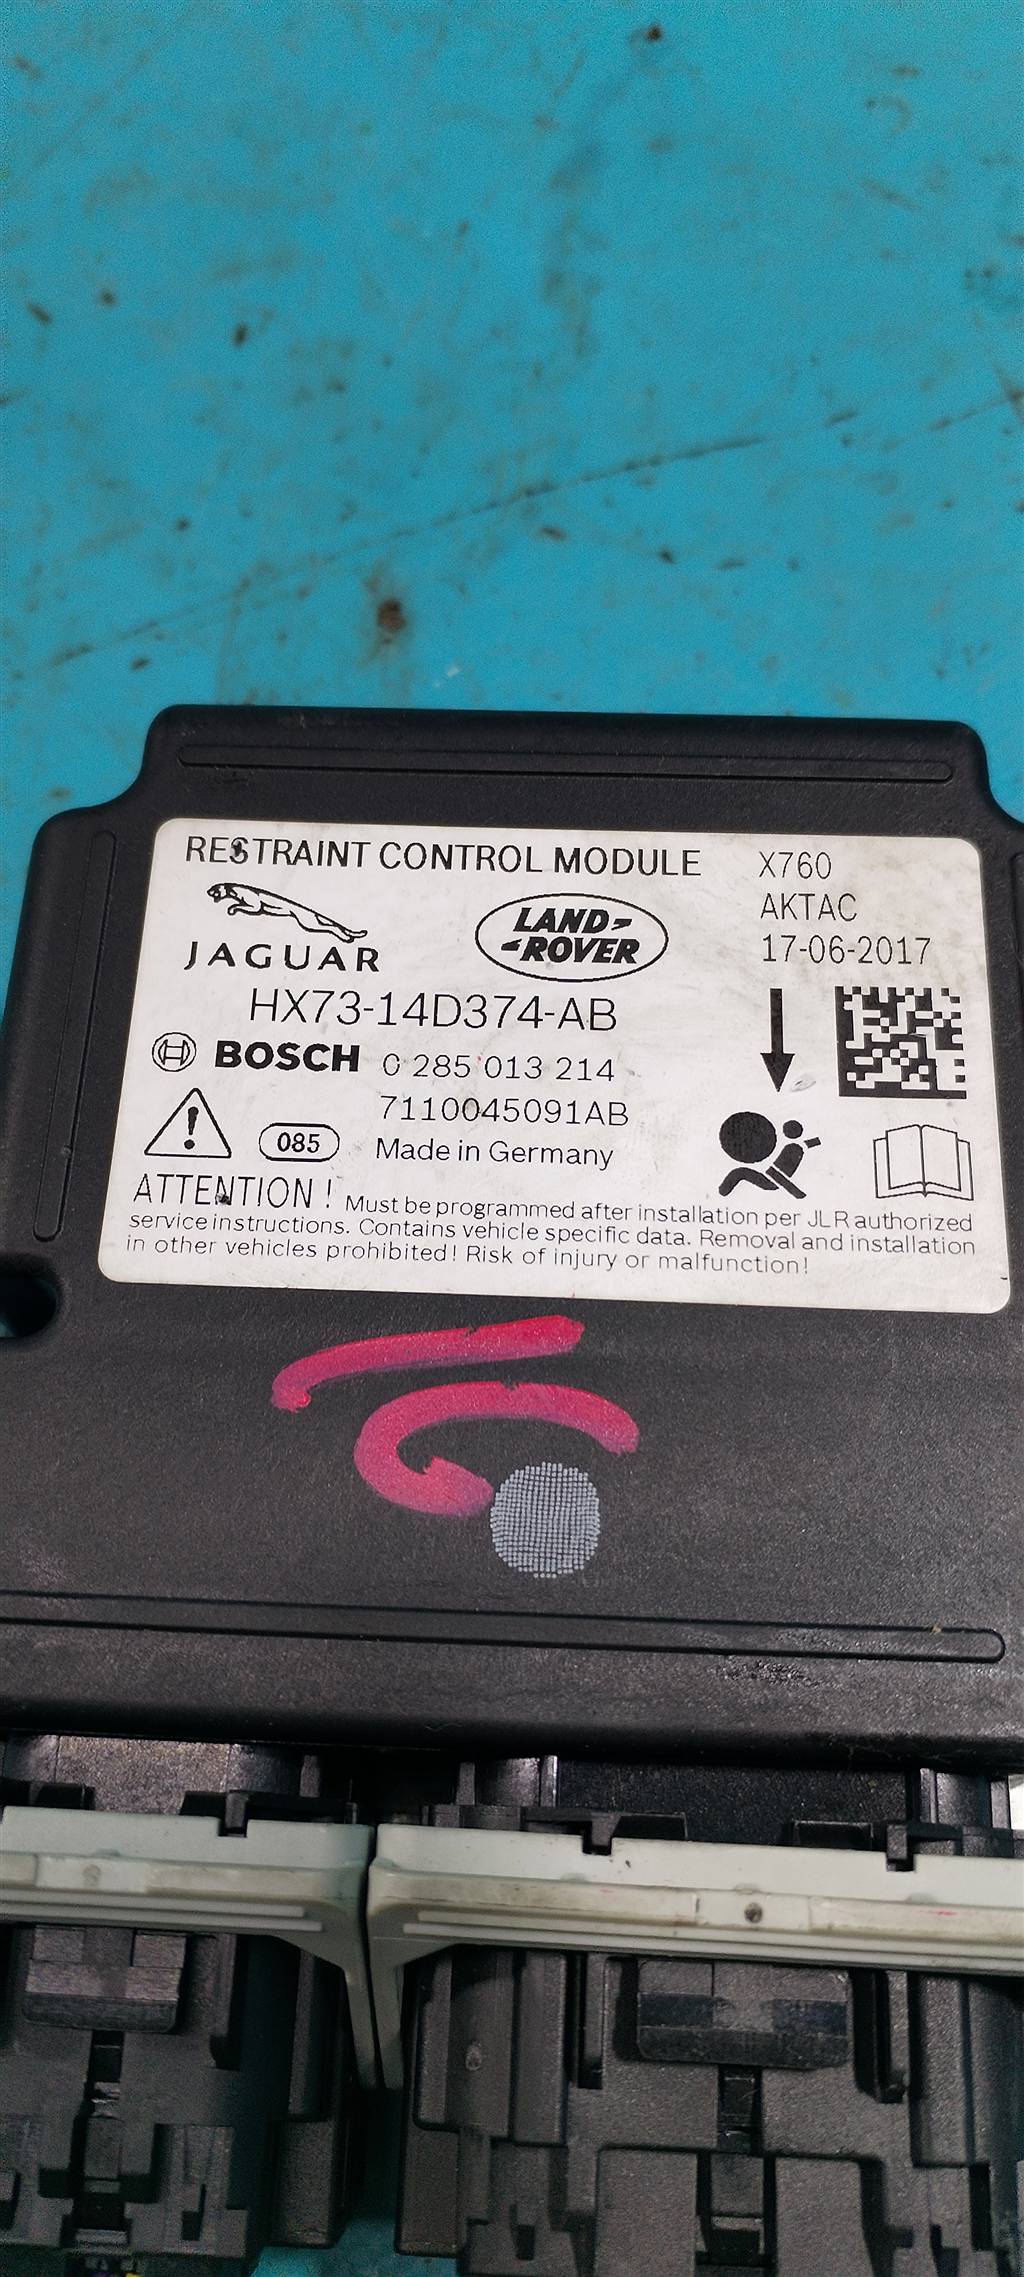 RESTRAINT CONTROL MODULE
X760
AKTAC
17-06-2017
JAGUAR
LAND-
-ROVER
HX73-14D374-AB
BOSCH 0 285 013 214
7110045091AB
085 Made in Germany
ATTENTION! Must be programmed after installation per JLR authorized
service instructions. Contains vehicle specific data. Removal and installation
in other vehicles prohibited! Risk of injury or malfunction!